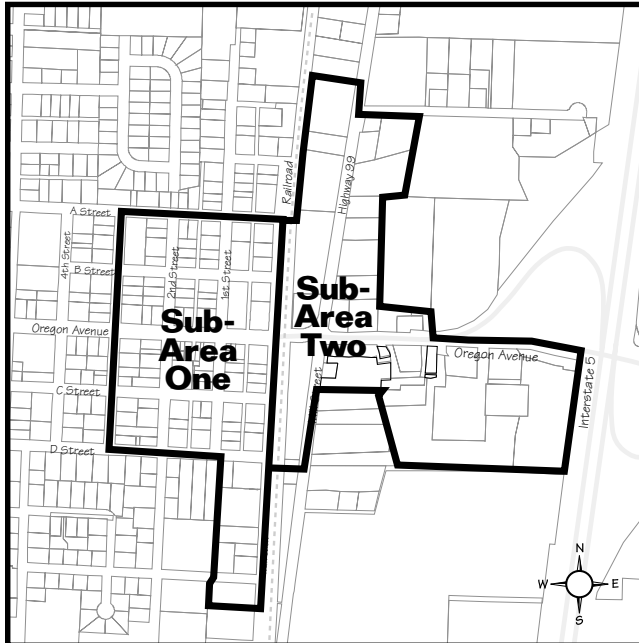 Railroad
Highway 99
A Street
4th Street
2nd Street
1st Street
B Street
Sub-
Area
One
Sub-
Area
Two
Oregon Avenue
Oregon Avenue
Interstate 5
C Street
Street
D Street
N
W
E
S